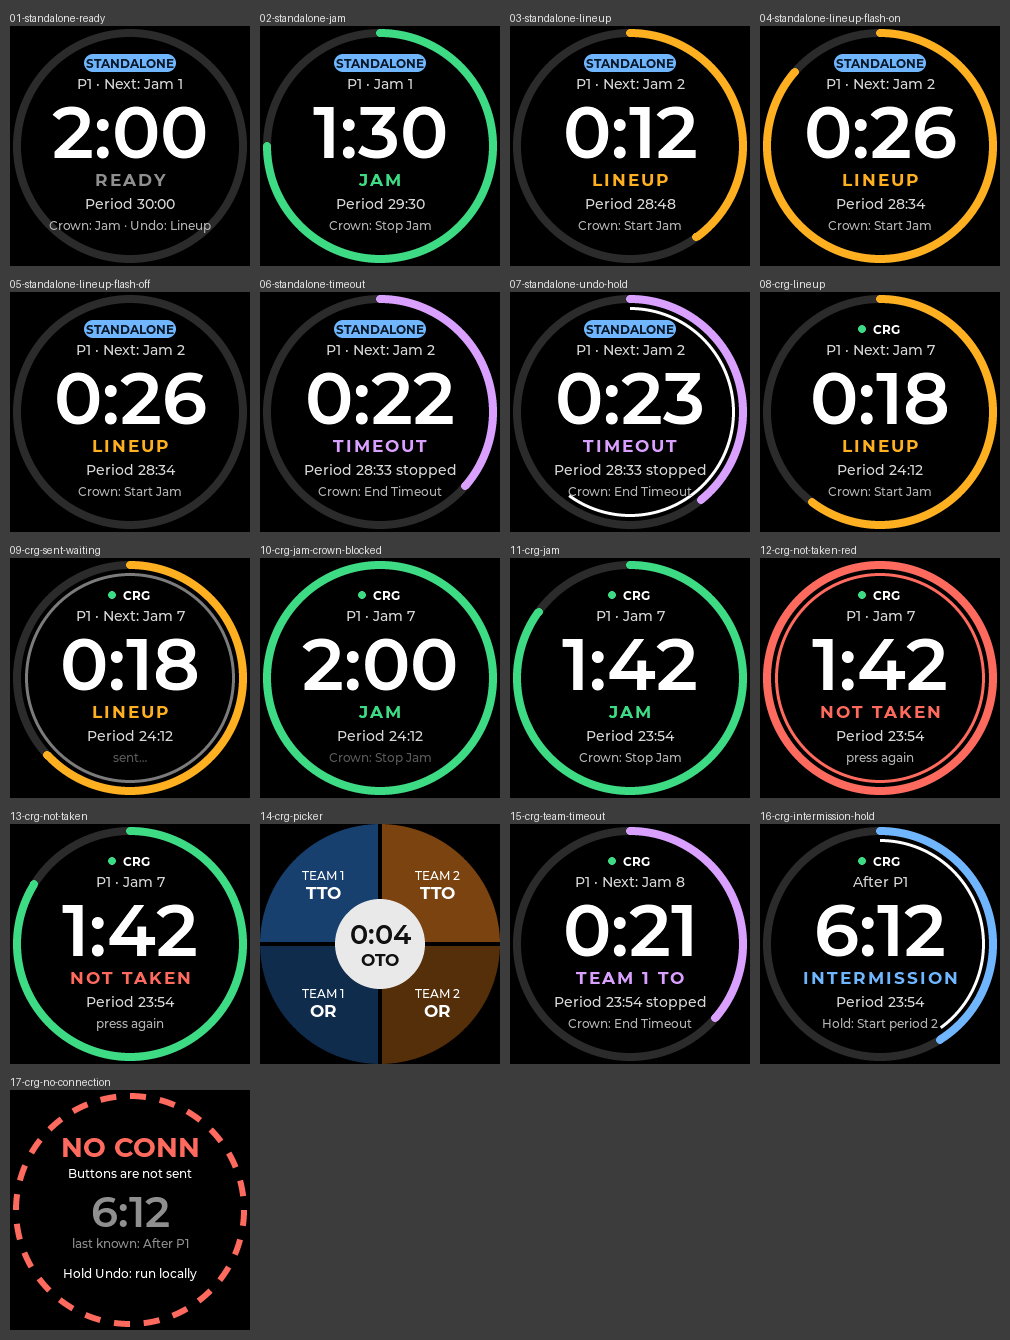 01-standalone-ready
STANDALONE
P1 · Next: Jam 1
2:00
READY
Period 30:00
Crown: Jam · Undo: Lineup
02-standalone-jam
STANDALONE
P1 · Jam 1
1:30
JAM
Period 29:30
Crown: Stop Jam
03-standalone-lineup
STANDALONE
P1 · Next: Jam 2
0:12
LINEUP
Period 28:48
Crown: Start Jam
04-standalone-lineup-flash-on
STANDALONE
P1 · Next: Jam 2
0:26
LINEUP
Period 28:34
Crown: Start Jam
05-standalone-lineup-flash-off
STANDALONE
P1 · Next: Jam 2
0:26
LINEUP
Period 28:34
Crown: Start Jam
06-standalone-timeout
STANDALONE
P1 · Next: Jam 2
0:22
TIMEOUT
Period 28:33 stopped
Crown: End Timeout
07-standalone-undo-hold
STANDALONE
P1 · Next: Jam 2
0:23
TIMEOUT
Period 28:33 stopped
Crown: End Timeout
08-crg-lineup
CRG
P1 · Next: Jam 7
0:18
LINEUP
Period 24:12
Crown: Start Jam
09-crg-sent-waiting
CRG
P1 · Next: Jam 7
0:18
LINEUP
Period 24:12
sent...
10-crg-jam-crown-blocked
CRG
P1 · Jam 7
2:00
JAM
Period 24:12
Crown: Stop Jam
11-crg-jam
CRG
P1 · Jam 7
1:42
JAM
Period 23:54
Crown: Stop Jam
12-crg-not-taken-red
CRG
P1 · Jam 7
1:42
NOT TAKEN
Period 23:54
press again
13-crg-not-taken
CRG
P1 · Jam 7
1:42
NOT TAKEN
Period 23:54
press again
14-crg-picker
TEAM 1
TTO
TEAM 2
TTO
0:04
OTO
TEAM 1
OR
TEAM 2
OR
15-crg-team-timeout
CRG
P1 · Next: Jam 8
0:21
TEAM 1 TO
Period 23:54 stopped
Crown: End Timeout
16-crg-intermission-hold
CRG
After P1
6:12
INTERMISSION
Period 23:54
Hold: Start period 2
17-crg-no-connection
NO CONN
Buttons are not sent
6:12
last known: After P1
Hold Undo: run locally